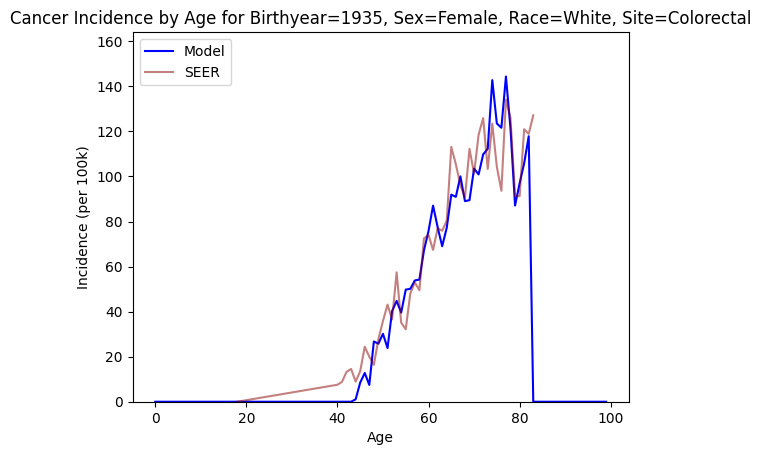 Cancer Incidence by Age for Birthyear=1935, Sex=Female, Race=White, Site=Colorectal
160
140
120
100
80
60
40
20
0
Incidence (per 100k)
Model
SEER
0 20 40 60 80 100
Age